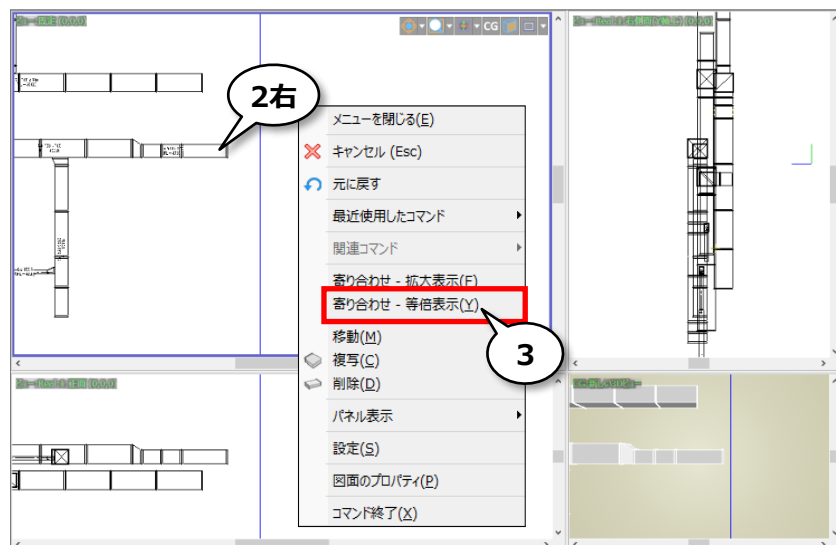 CG
2右
メニューを閉じる(E)
キャンセル (Esc)
元に戻す
最近使用したコマンド
関連コマンド
寄り合わせ - 拡大表示(F)
寄り合わせ - 等倍表示(Y)
3
移動(M)
複写(C)
削除(D)
パネル表示
設定(S)
図面のプロパティ(P)
コマンド終了(X)